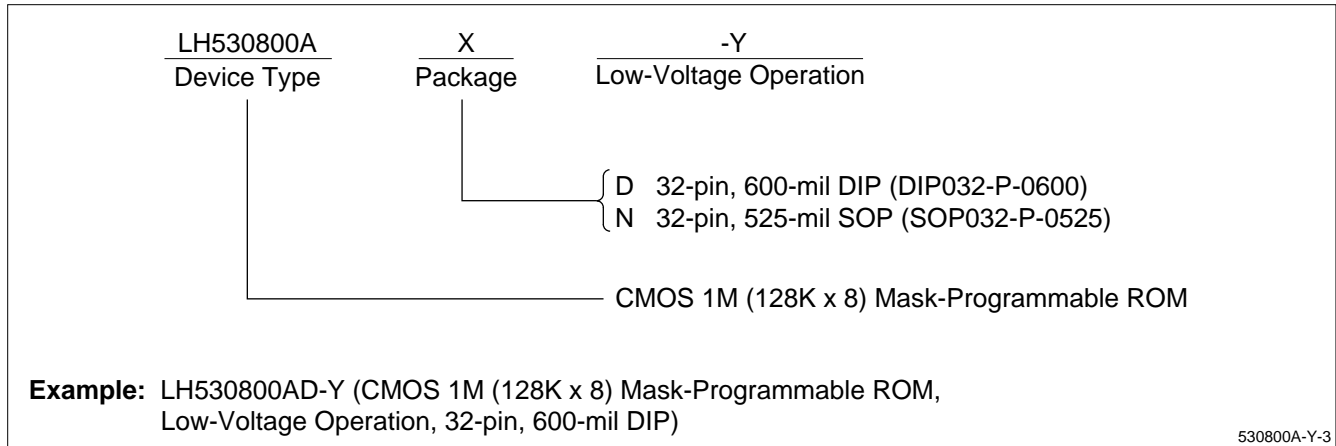 LH530800A X -Y
Device Type Package Low-Voltage Operation
D 32-pin, 600-mil DIP (DIP032-P-0600)
N 32-pin, 525-mil SOP (SOP032-P-0525)
CMOS 1M (128K x 8) Mask-Programmable ROM
Example: LH530800AD-Y (CMOS 1M (128K x 8) Mask-Programmable ROM,
Low-Voltage Operation, 32-pin, 600-mil DIP)
530800A-Y-3